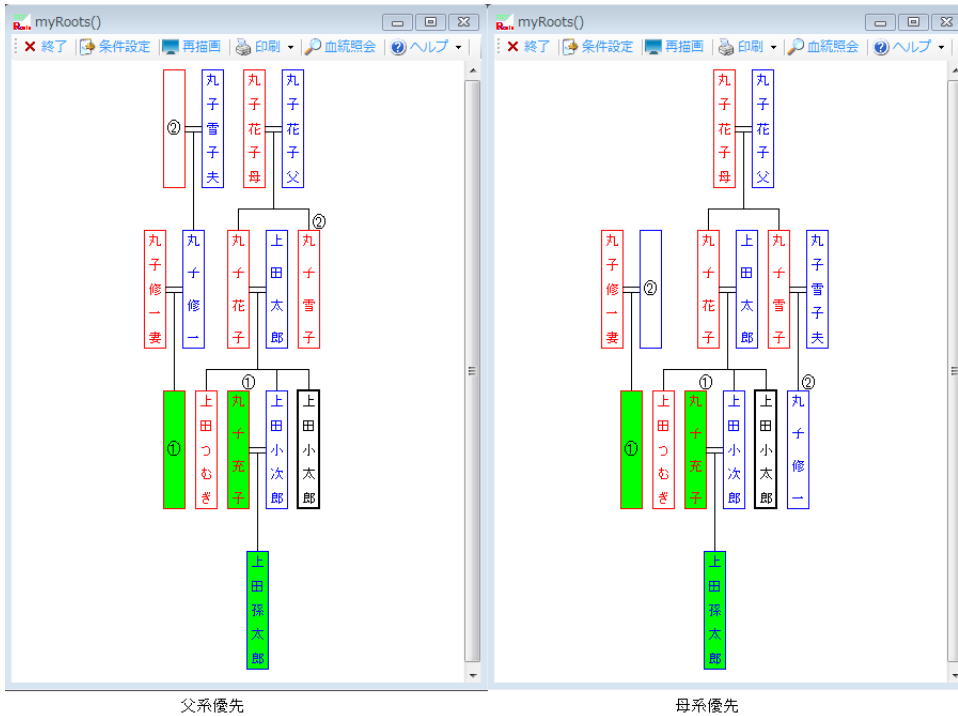 myRoots()
終了 条件設定 再描画 印刷 血統照会 ヘルプ
②
丸子雪子夫
丸子花子母
丸子花子父
丸子修一妻
丸子修一
丸子花子
上田太郎
②
丸子雪子
①
上田つむぎ
①
丸子充子
上田小次郎
上田小太郎
上田孫太郎
父系優先
myRoots()
終了 条件設定 再描画 印刷 血統照会 ヘルプ
丸子花子母
丸子花子父
丸子修一妻
②
丸子花子
上田太郎
丸子雪子
丸子雪子夫
①
上田つむぎ
①
丸子充子
上田小次郎
上田小太郎
②
丸子修一
上田孫太郎
母系優先